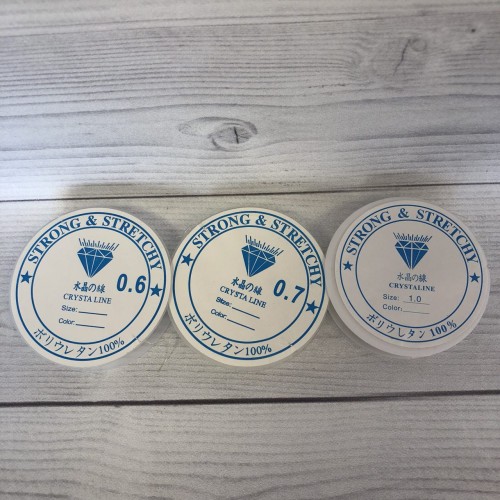 STRONG & STRETCHY
水晶の線
CRYSTA LINE
0.6
Size:
Color:
ポリウレタン100%
STRONG & STRETCHY
水晶の線
CRYSTA LINE
0.7
Size:
Color:
ポリウレタン100%
STRONG & STRETCHY
水晶の線
CRYSTALINE
Size: 1.0
Color:
ポリウレタン100%